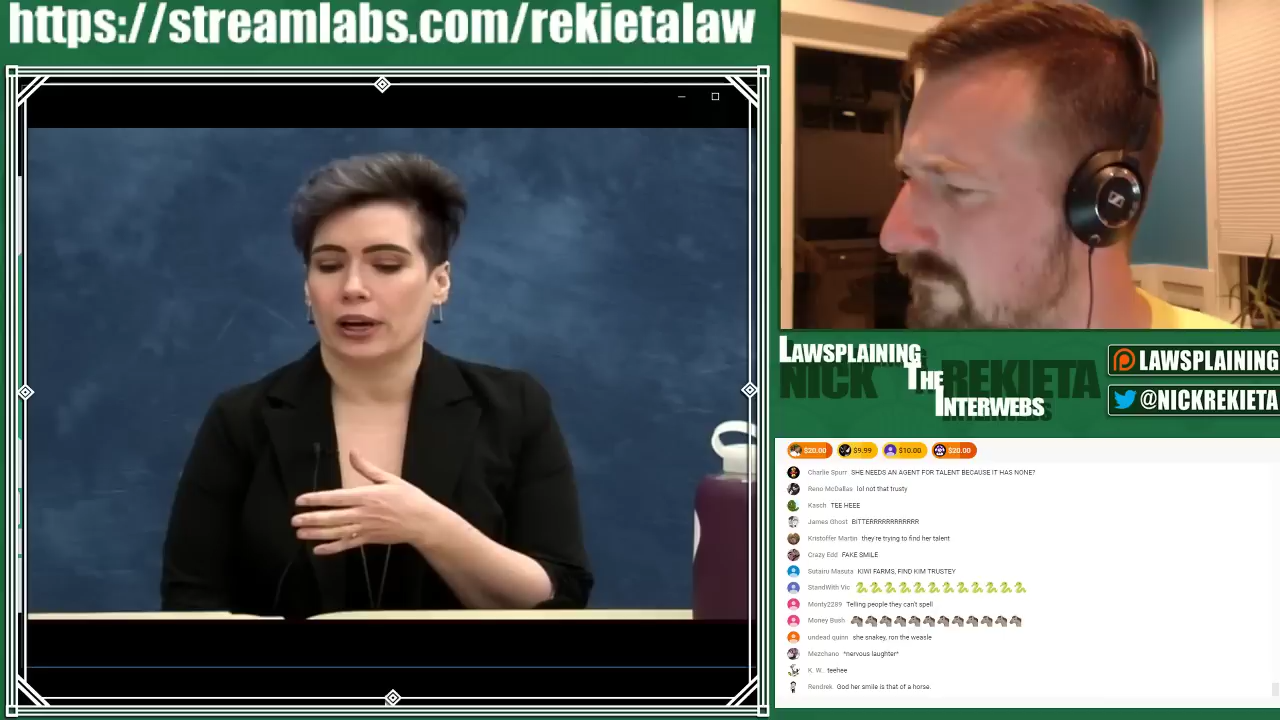 https://streamlabs.com/rekietalaw
LAWSPLAINING
THE
INTERWEBS
NICK REKIETA
LAWSPLAINING
@NICKREKIETA
$20.00 $9.99 $10.00 $20.00
Charlie Spurr SHE NEEDS AN AGENT FOR TALENT BECAUSE IT HAS NONE?
Reno McDallas lol not that trusty
Kasch TEE HEEE
James Ghost BITTERRRRRRRRRRR
Kristoffer Martin they're trying to find her talent
Crazy Edd FAKE SMILE
Sutairu Masuta KIWI FARMS, FIND KIM TRUSTEY
StandWith Vic
Monty2289 Telling people they can't spell
Money Bush
undead quinn she snakey, ron the weasle
Mezchano *nervous laughter*
K. W. teehee
Rendrek God her smile is that of a horse.